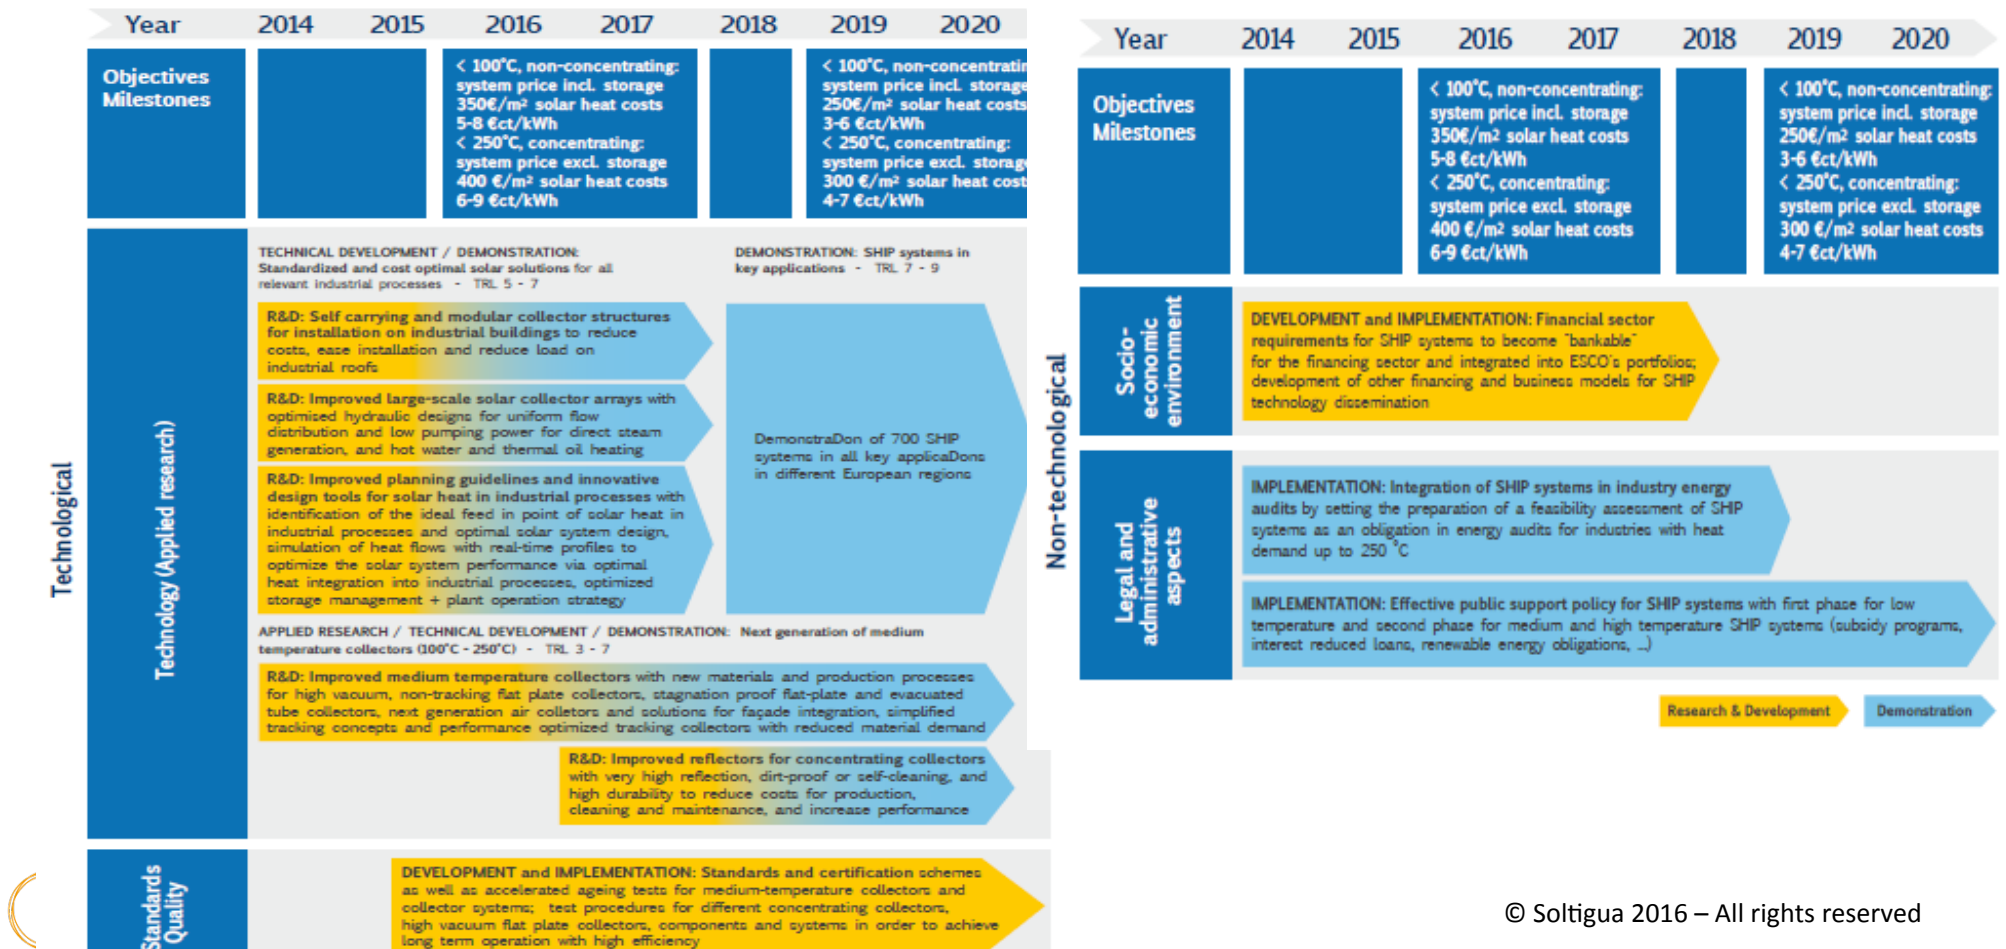 Year 2014 2015 2016 2017 2018 2019 2020
Objectives
Milestones
< 100°C, non-concentrating:
system price incl. storage
350€/m² solar heat costs
5-8 €ct/kWh
< 250°C, concentrating:
system price excl. storage
400 €/m² solar heat costs
6-9 €ct/kWh
< 100°C, non-concentratin
system price incl. storage
250€/m² solar heat costs
3-6 €ct/kWh
< 250°C, concentrating:
system price excl. storag
300 €/m² solar heat cost
4-7 €ct/kWh
Technological
Technology (Applied research)
TECHNICAL DEVELOPMENT / DEMONSTRATION:
Standardized and cost optimal solar solutions for all
relevant industrial processes - TRL 5 - 7
DEMONSTRATION: SHIP systems in
key applications - TRL 7 - 9
R&D: Self carrying and modular collector structures
for installation on industrial buildings to reduce
costs, ease installation and reduce load on
industrial roofs
R&D: Improved large-scale solar collector arrays with
optimised hydraulic designs for uniform flow
distribution and low pumping power for direct steam
generation, and hot water and thermal oil heating
R&D: Improved planning guidelines and innovative
design tools for solar heat in industrial processes with
identification of the ideal feed in point of solar heat in
industrial processes and optimal solar system design,
simulation of heat flows with real-time profiles to
optimize the solar system performance via optimal
heat integration into industrial processes, optimized
storage management + plant operation strategy
DemonstraDon of 700 SHIP
systems in all key applicaDons
in different European regions
APPLIED RESEARCH / TECHNICAL DEVELOPMENT / DEMONSTRATION: Next generation of medium
temperature collectors (100°C - 250°C) - TRL 3 - 7
R&D: Improved medium temperature collectors with new materials and production processes
for high vacuum, non-tracking flat plate collectors, stagnation proof flat-plate and evacuated
tube collectors, next generation air colletors and solutions for façade integration, simplified
tracking concepts and performance optimized tracking collectors with reduced material demand
R&D: Improved reflectors for concentrating collectors
with very high reflection, dirt-proof or self-cleaning, and
high durability to reduce costs for production,
cleaning and maintenance, and increase performance
Standards
Quality
DEVELOPMENT and IMPLEMENTATION: Standards and certification schemes
as well as accelerated ageing tests for medium-temperature collectors and
collector systems; test procedures for different concentrating collectors,
high vacuum flat plate collectors, components and systems in order to achieve
long term operation with high efficiency
Year 2014 2015 2016 2017 2018 2019 2020
Objectives
Milestones
< 100°C, non-concentrating:
system price incl. storage
350€/m² solar heat costs
5-8 €ct/kWh
< 250°C, concentrating:
system price excl. storage
400 €/m² solar heat costs
6-9 €ct/kWh
< 100°C, non-concentrating:
system price incl. storage
250€/m² solar heat costs
3-6 €ct/kWh
< 250°C, concentrating:
system price excl. storage
300 €/m² solar heat costs
4-7 €ct/kWh
Non-technological
Socio-
economic
environment
DEVELOPMENT and IMPLEMENTATION: Financial sector
requirements for SHIP systems to become "bankable"
for the financing sector and integrated into ESCO's portfolios;
development of other financing and business models for SHIP
technology dissemination
Legal and
administrative
aspects
IMPLEMENTATION: Integration of SHIP systems in industry energy
audits by setting the preparation of a feasibility assessment of SHIP
systems as an obligation in energy audits for industries with heat
demand up to 250 °C
IMPLEMENTATION: Effective public support policy for SHIP systems with first phase for low
temperature and second phase for medium and high temperature SHIP systems (subsidy programs,
interest reduced loans, renewable energy obligations, ...)
Research & Development
Demonstration
© Soltigua 2016 – All rights reserved